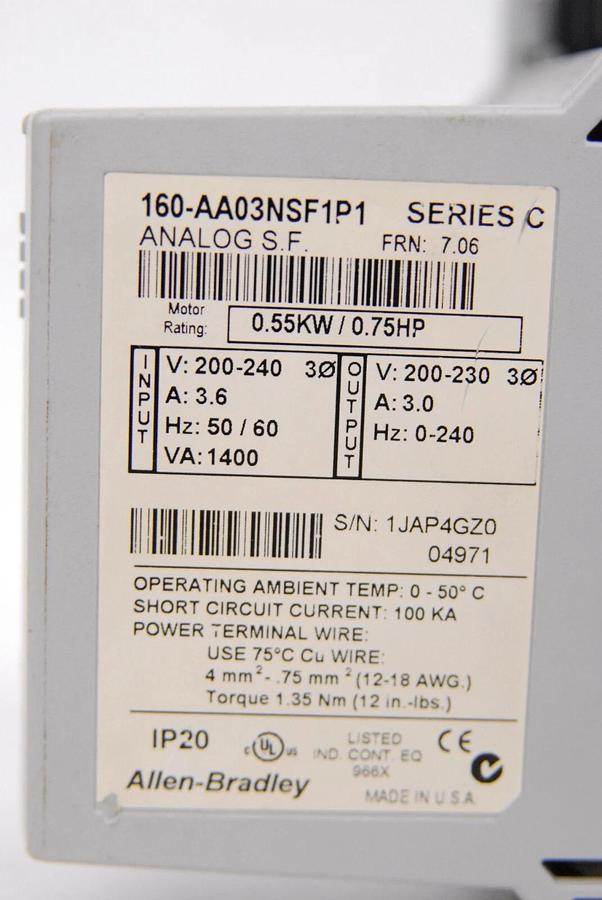 160-AA03NSF1P1 SERIES C
ANALOG S.F. FRN: 7.06
Motor Rating: 0.55KW / 0.75HP
INPUT
V: 200-240 3Ø
A: 3.6
Hz: 50 / 60
VA: 1400
OUTPUT
V: 200-230 3Ø
A: 3.0
Hz: 0-240
S/N: 1JAP4GZ0
04971
OPERATING AMBIENT TEMP: 0 - 50° C
SHORT CIRCUIT CURRENT: 100 KA
POWER TERMINAL WIRE:
USE 75°C Cu WIRE:
4 mm² - .75 mm² (12-18 AWG.)
Torque 1.35 Nm (12 in.-lbs.)
IP20
c UL us
LISTED
IND. CONT. EQ
966X
CE
Allen-Bradley
MADE IN U.S.A.